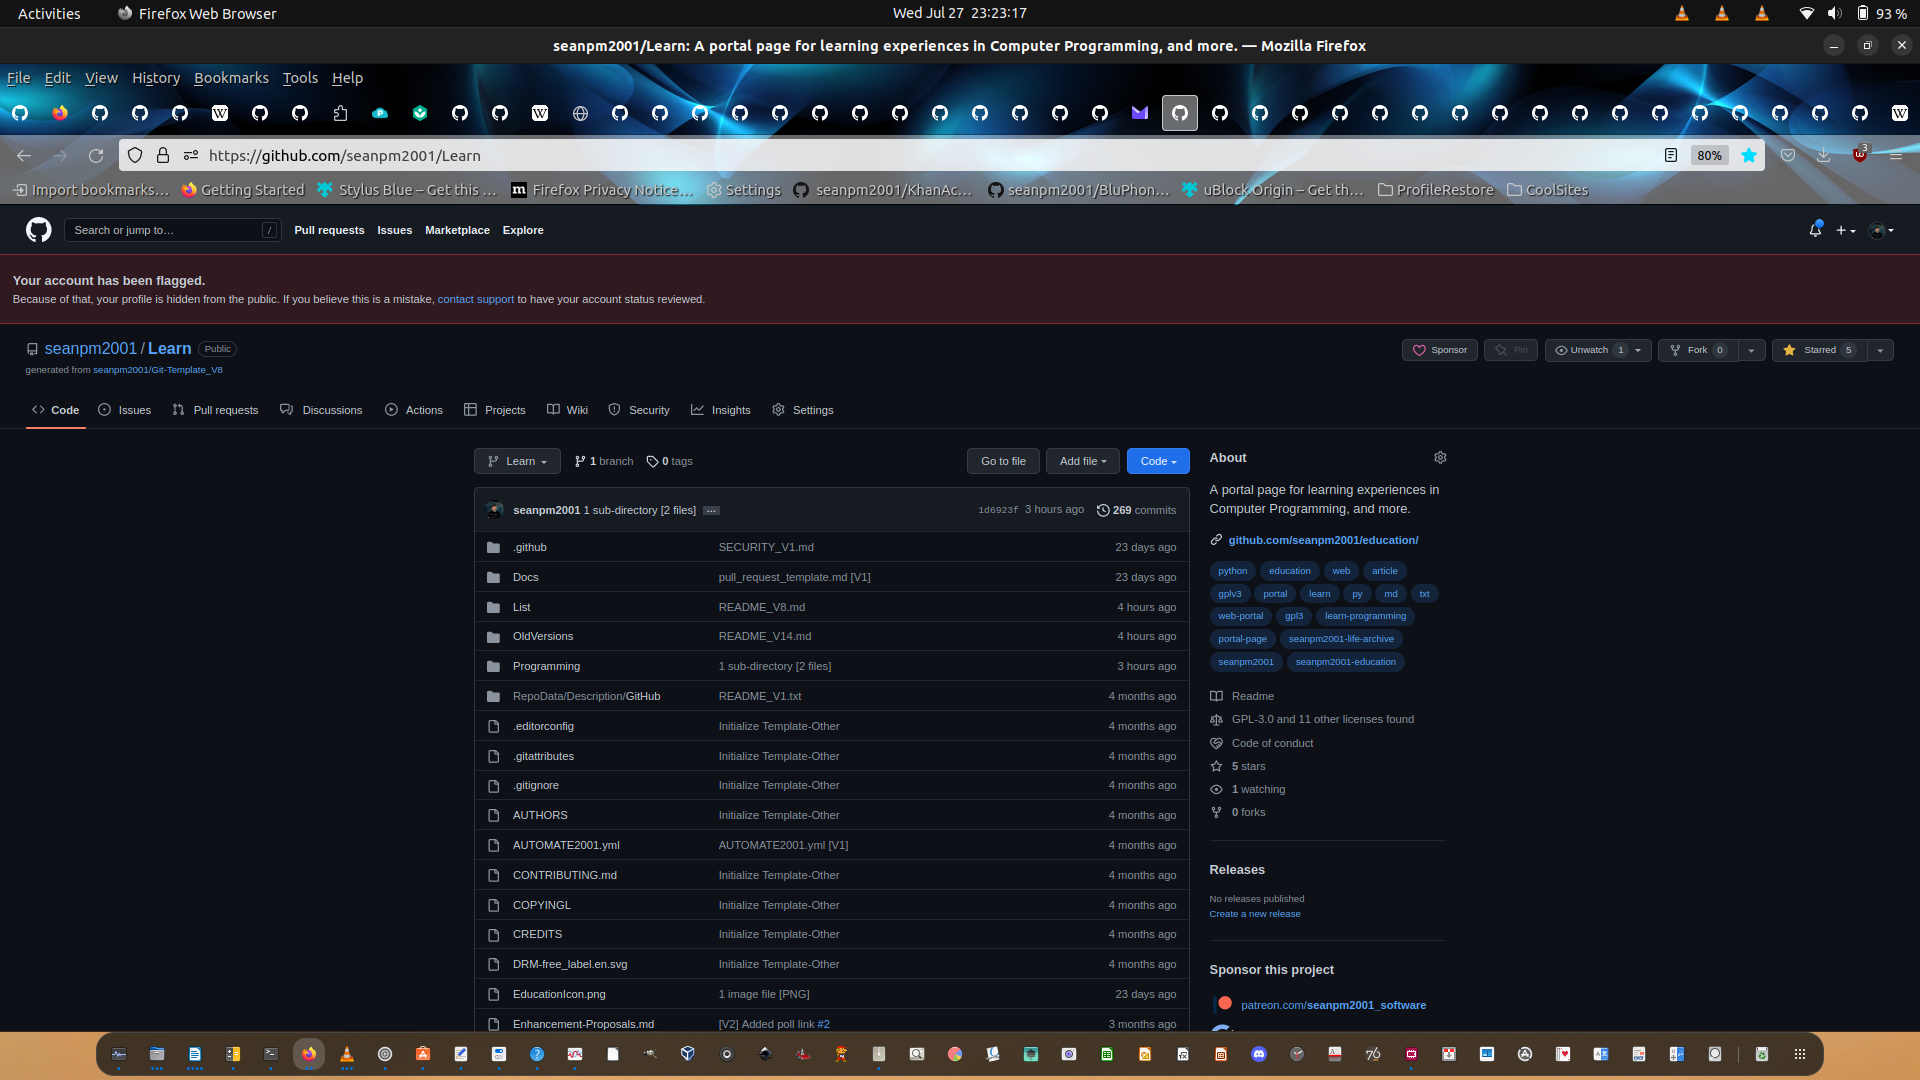 Activities Firefox Web Browser Wed Jul 27 23:23:17 93 %
seanpm2001/Learn: A portal page for learning experiences in Computer Programming, and more. — Mozilla Firefox
File Edit View History Bookmarks Tools Help
https://github.com/seanpm2001/Learn 80% 3
Import bookmarks… Getting Started Stylus Blue – Get this … Firefox Privacy Notice… Settings seanpm2001/KhanAc… seanpm2001/BluPhon… uBlock Origin – Get th… ProfileRestore CoolSites
Search or jump to… / Pull requests Issues Marketplace Explore
Your account has been flagged.
Because of that, your profile is hidden from the public. If you believe this is a mistake, contact support to have your account status reviewed.
seanpm2001 / Learn Public Sponsor Pin Unwatch 1 Fork 0 Starred 5
generated from seanpm2001/Git-Template_V8
Code Issues Pull requests Discussions Actions Projects Wiki Security Insights Settings
Learn 1 branch 0 tags Go to file Add file Code
seanpm2001 1 sub-directory [2 files] … 1d6923f 3 hours ago 269 commits
.github SECURITY_V1.md 23 days ago
Docs pull_request_template.md [V1] 23 days ago
List README_V8.md 4 hours ago
OldVersions README_V14.md 4 hours ago
Programming 1 sub-directory [2 files] 3 hours ago
RepoData/Description/GitHub README_V1.txt 4 months ago
.editorconfig Initialize Template-Other 4 months ago
.gitattributes Initialize Template-Other 4 months ago
.gitignore Initialize Template-Other 4 months ago
AUTHORS Initialize Template-Other 4 months ago
AUTOMATE2001.yml AUTOMATE2001.yml [V1] 4 months ago
CONTRIBUTING.md Initialize Template-Other 4 months ago
COPYINGL Initialize Template-Other 4 months ago
CREDITS Initialize Template-Other 4 months ago
DRM-free_label.en.svg Initialize Template-Other 4 months ago
EducationIcon.png 1 image file [PNG] 23 days ago
Enhancement-Proposals.md [V2] Added poll link #2 3 months ago
About
A portal page for learning experiences in
Computer Programming, and more.
github.com/seanpm2001/education/
python education web article
gplv3 portal learn py md txt
web-portal gpl3 learn-programming
portal-page seanpm2001-life-archive
seanpm2001 seanpm2001-education
Readme
GPL-3.0 and 11 other licenses found
Code of conduct
5 stars
1 watching
0 forks
Releases
No releases published
Create a new release
Sponsor this project
patreon.com/seanpm2001_software